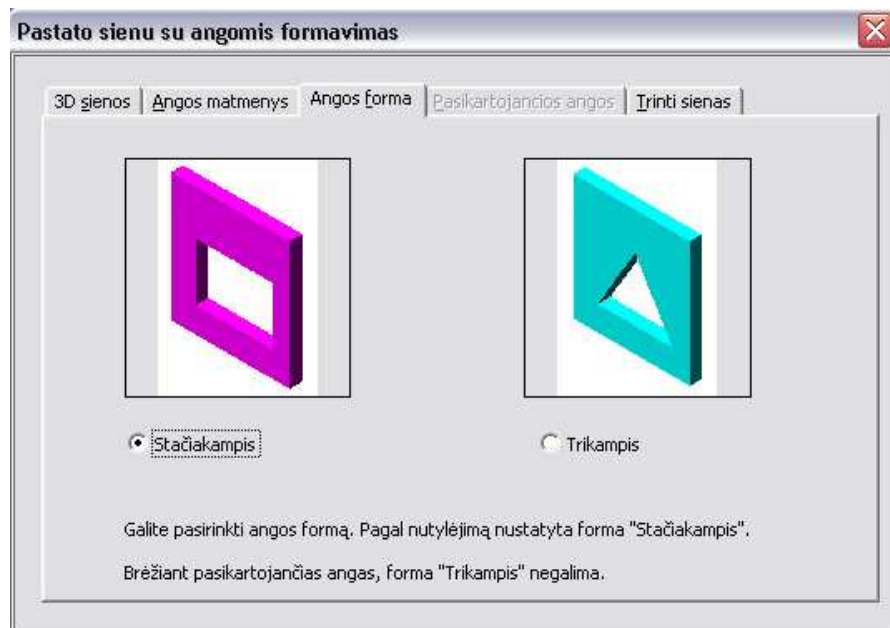 Pastato sienu su angomis formavimas
3D sienos Angos matmenys Angos forma Pasikartojancios angos Trinti sienas
Stačiakampis Trikampis
Galite pasirinkti angos formą. Pagal nutylėjimą nustatyta forma "Stačiakampis".
Brėžiant pasikartojančias angas, forma "Trikampis" negalima.